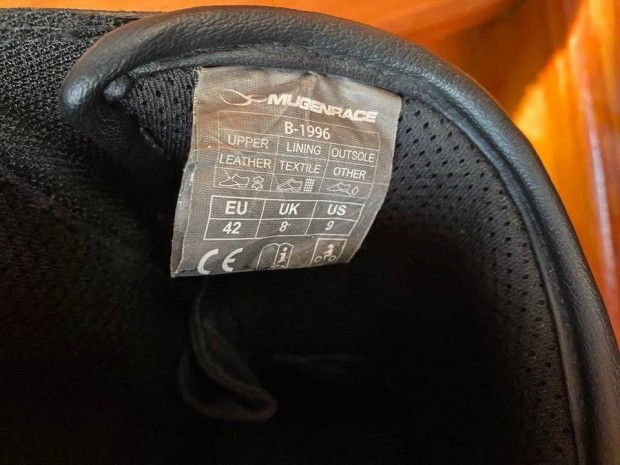 MUGENRACE
B-1996
UPPER LINING OUTSOLE
LEATHER TEXTILE OTHER
EU UK US
42 8 9
CE